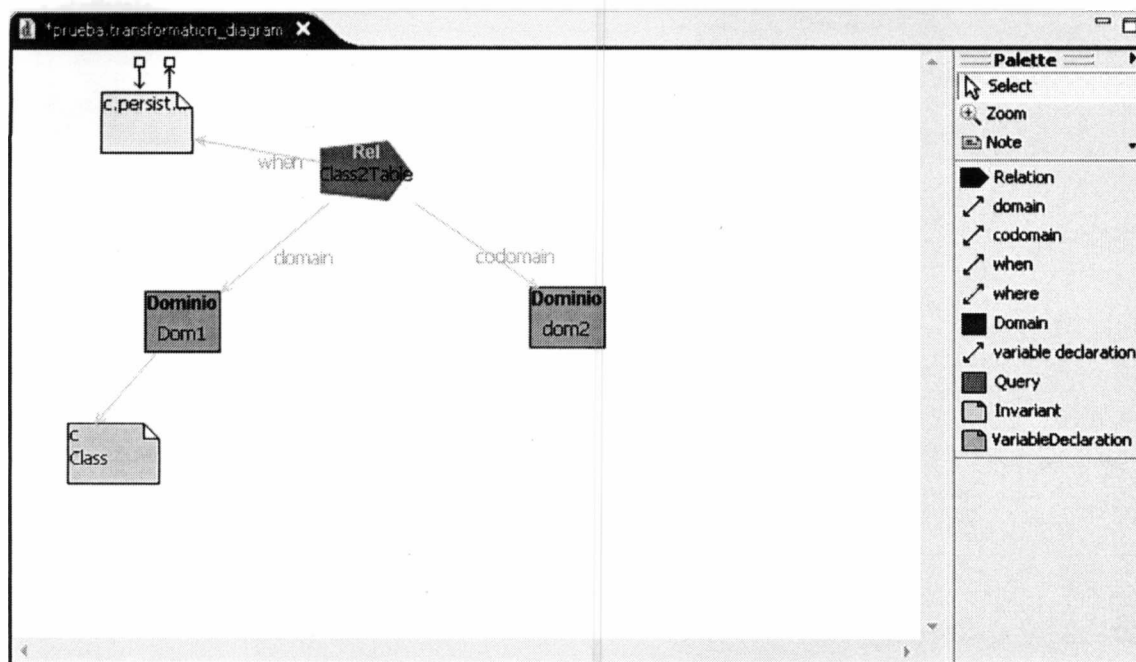 *prueba.transformation_diagram
c.persist...
when
Rel
Class2Table
domain
codomain
Dominio
Dom1
Dominio
dom2
c
Class
Palette
Select
Zoom
Note
Relation
domain
codomain
when
where
Domain
variable declaration
Query
Invariant
VariableDeclaration